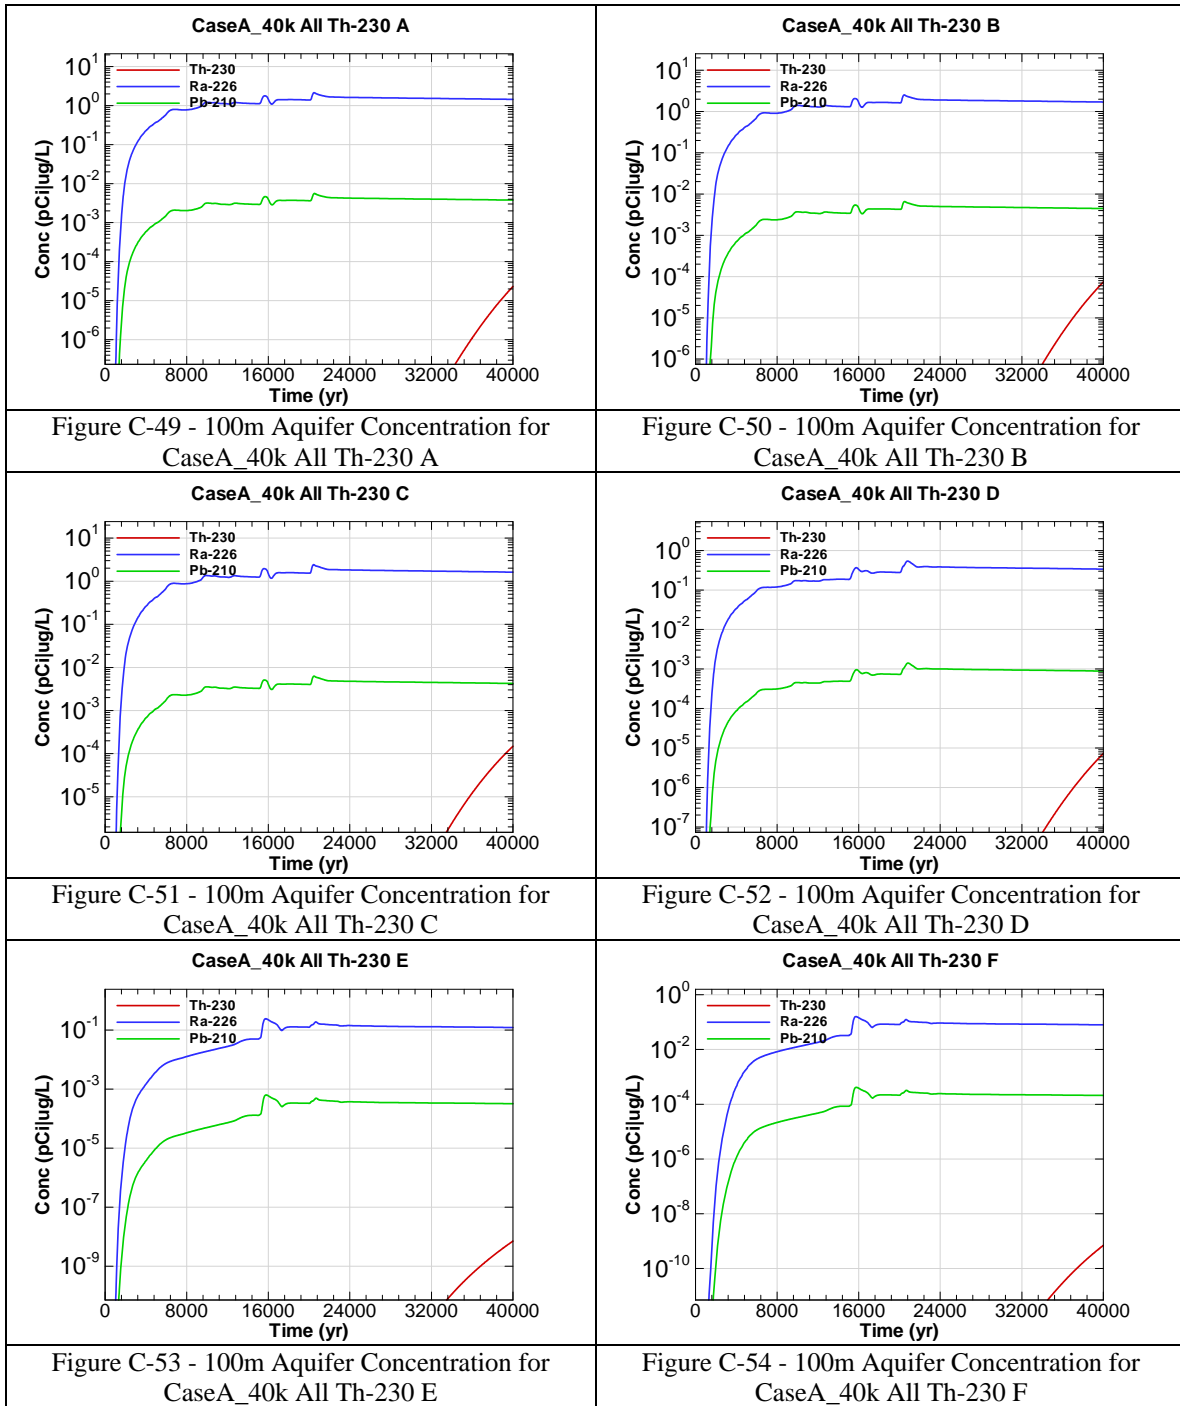 CaseA_40k All Th-230 A
Th-230
Ra-226
Pb-210
10^1
10^0
10^-1
10^-2
10^-3
10^-4
10^-5
10^-6
Conc (pCi|ug/L)
0 8000 16000 24000 32000 40000
Time (yr)
Figure C-49 - 100m Aquifer Concentration for
CaseA_40k All Th-230 A
CaseA_40k All Th-230 B
Th-230
Ra-226
Pb-210
10^1
10^0
10^-1
10^-2
10^-3
10^-4
10^-5
10^-6
Conc (pCi|ug/L)
0 8000 16000 24000 32000 40000
Time (yr)
Figure C-50 - 100m Aquifer Concentration for
CaseA_40k All Th-230 B
CaseA_40k All Th-230 C
Th-230
Ra-226
Pb-210
10^1
10^0
10^-1
10^-2
10^-3
10^-4
10^-5
Conc (pCi|ug/L)
0 8000 16000 24000 32000 40000
Time (yr)
Figure C-51 - 100m Aquifer Concentration for
CaseA_40k All Th-230 C
CaseA_40k All Th-230 D
Th-230
Ra-226
Pb-210
10^0
10^-1
10^-2
10^-3
10^-4
10^-5
10^-6
10^-7
Conc (pCi|ug/L)
0 8000 16000 24000 32000 40000
Time (yr)
Figure C-52 - 100m Aquifer Concentration for
CaseA_40k All Th-230 D
CaseA_40k All Th-230 E
Th-230
Ra-226
Pb-210
10^-1
10^-3
10^-5
10^-7
10^-9
Conc (pCi|ug/L)
0 8000 16000 24000 32000 40000
Time (yr)
Figure C-53 - 100m Aquifer Concentration for
CaseA_40k All Th-230 E
CaseA_40k All Th-230 F
Th-230
Ra-226
Pb-210
10^0
10^-2
10^-4
10^-6
10^-8
10^-10
Conc (pCi|ug/L)
0 8000 16000 24000 32000 40000
Time (yr)
Figure C-54 - 100m Aquifer Concentration for
CaseA_40k All Th-230 F